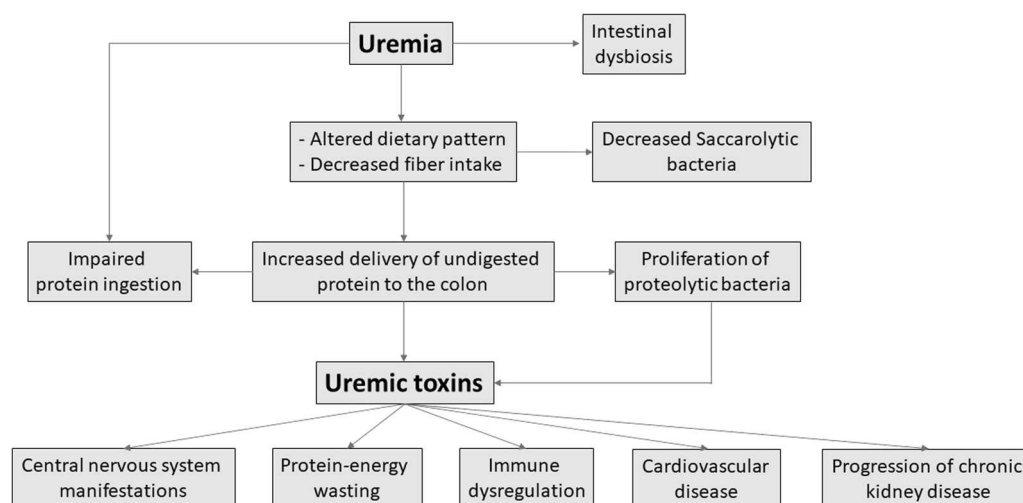 Uremia
Intestinal
dysbiosis
- Altered dietary pattern
- Decreased fiber intake
Decreased Saccarolytic
bacteria
Impaired
protein ingestion
Increased delivery of undigested
protein to the colon
Proliferation of
proteolytic bacteria
Uremic toxins
Central nervous system
manifestations
Protein-energy
wasting
Immune
dysregulation
Cardiovascular
disease
Progression of chronic
kidney disease